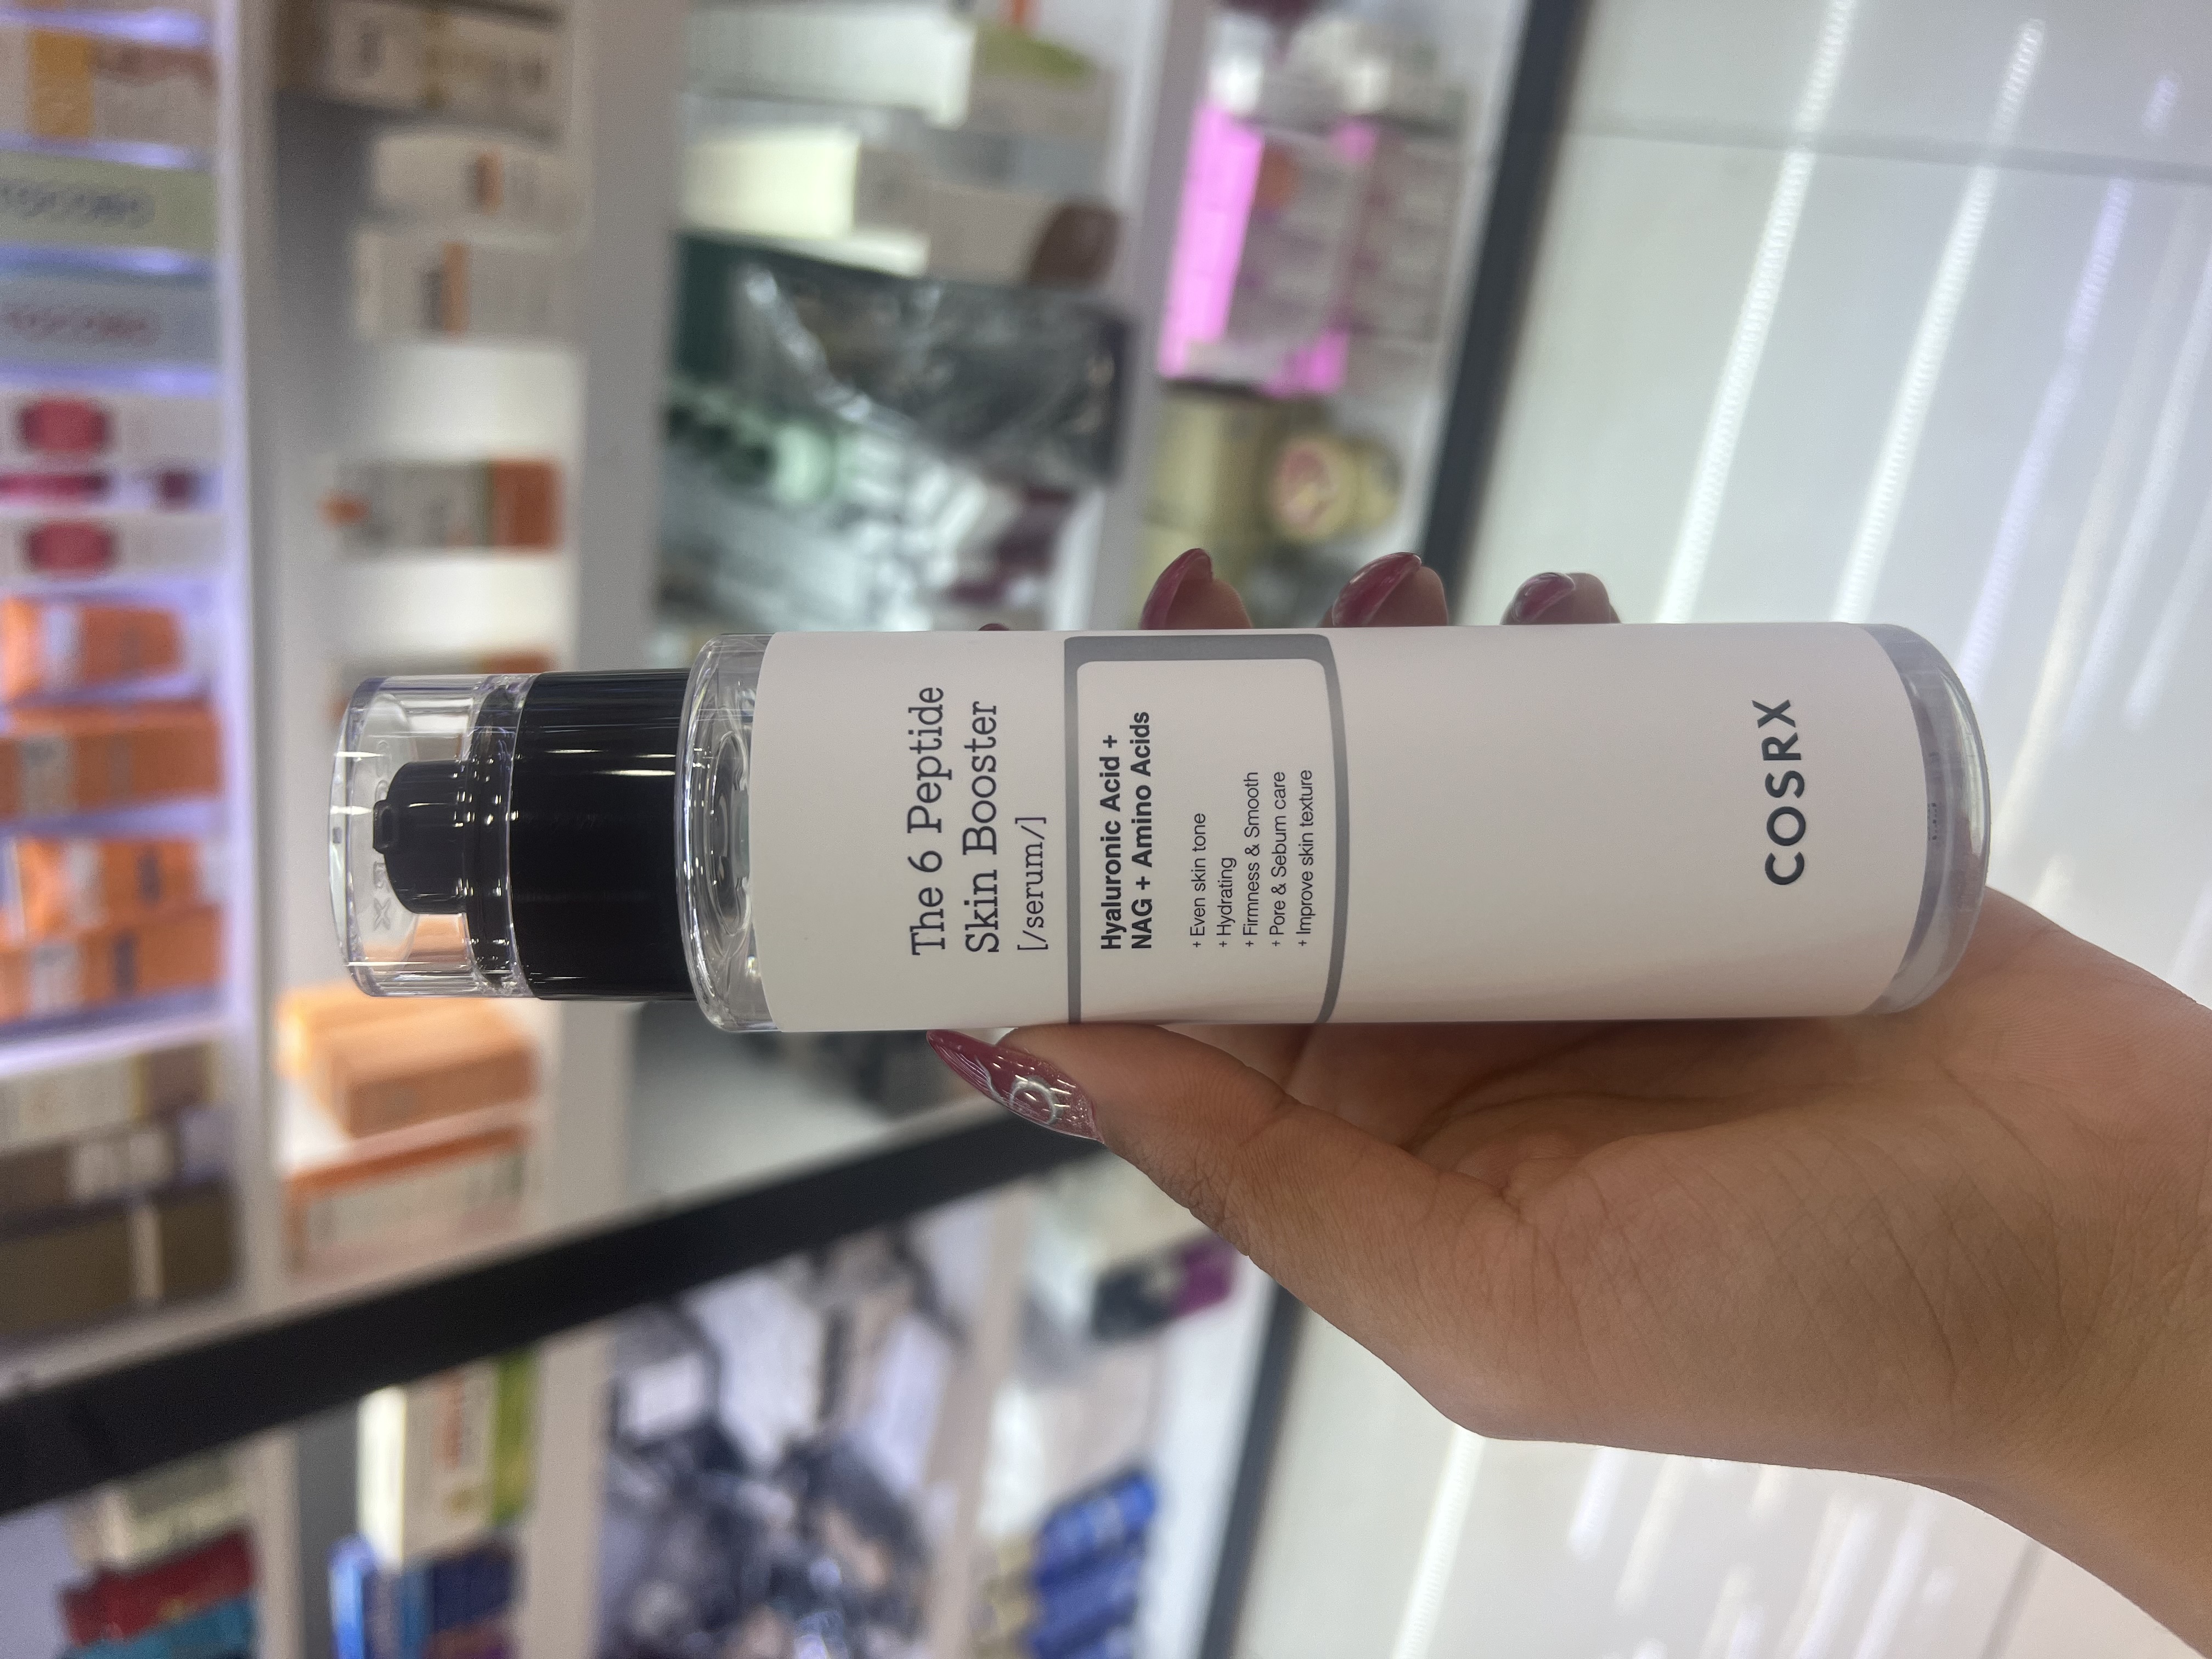 The 6 Peptide
Skin Booster
[/serum/]
Hyaluronic Acid +
NAG + Amino Acids
+ Even skin tone
+ Hydrating
+ Firmness & Smooth
+ Pore & Sebum care
+ Improve skin texture
COSRX